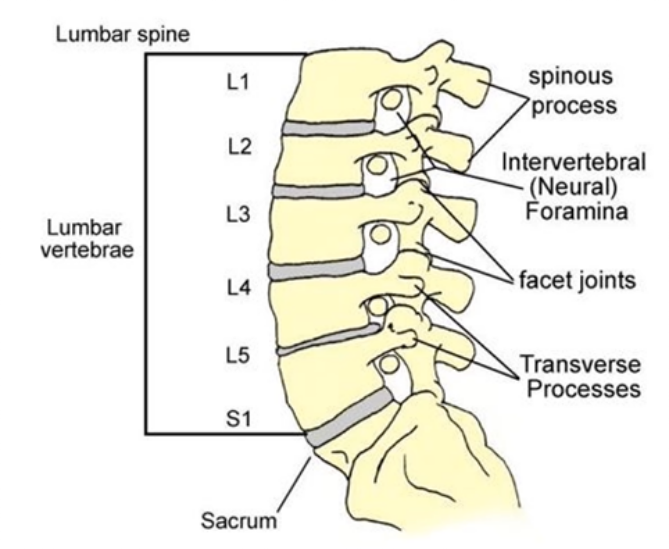 Lumbar spine
L1
L2
L3
L4
L5
S1
Lumbar
vertebrae
Sacrum
spinous
process
Intervertebral
(Neural)
Foramina
facet joints
Transverse
Processes